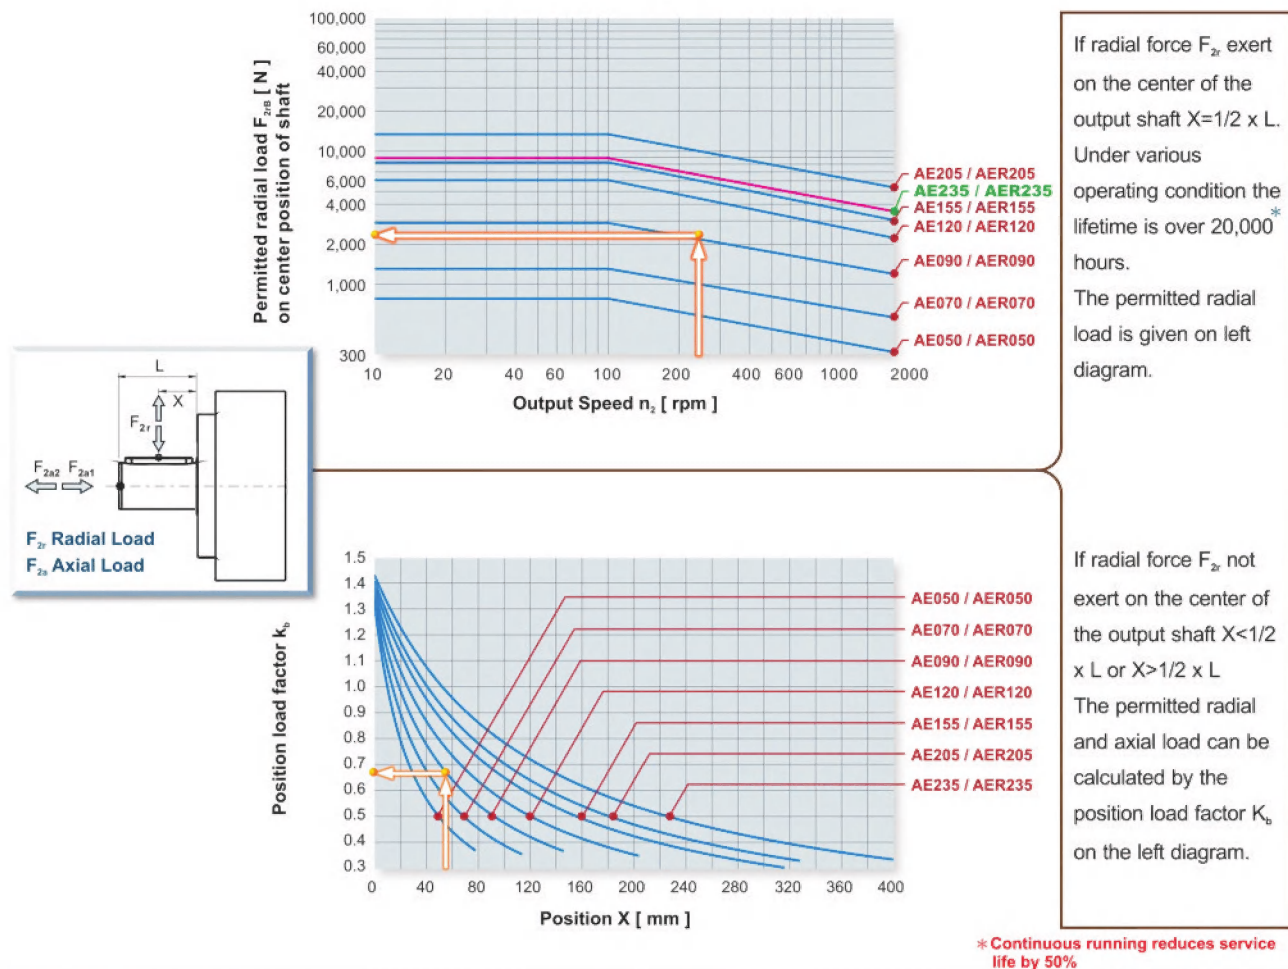 Permitted radial load F2rB [ N ]
on center position of shaft
100,000
60,000
40,000
20,000
10,000
6,000
4,000
2,000
1,000
300
10
20
40
60
100
200
400
600
1000
2000
Output Speed n2 [ rpm ]
AE205 / AER205
AE235 / AER235
AE155 / AER155
AE120 / AER120
AE090 / AER090
AE070 / AER070
AE050 / AER050
If radial force F2r exert
on the center of the
output shaft X=1/2 x L.
Under various
operating condition the
lifetime is over 20,000*
hours.
The permitted radial
load is given on left
diagram.
L
X
F2r
F2a2
F2a1
F2r Radial Load
F2a Axial Load
Position load factor kb
1.5
1.4
1.3
1.2
1.1
1.0
0.9
0.8
0.7
0.6
0.5
0.4
0.3
0
40
80
120
160
200
240
280
320
360
400
Position X [ mm ]
AE050 / AER050
AE070 / AER070
AE090 / AER090
AE120 / AER120
AE155 / AER155
AE205 / AER205
AE235 / AER235
If radial force F2r not
exert on the center of
the output shaft X<1/2
x L or X>1/2 x L
The permitted radial
and axial load can be
calculated by the
position load factor Kb
on the left diagram.
* Continuous running reduces service
life by 50%